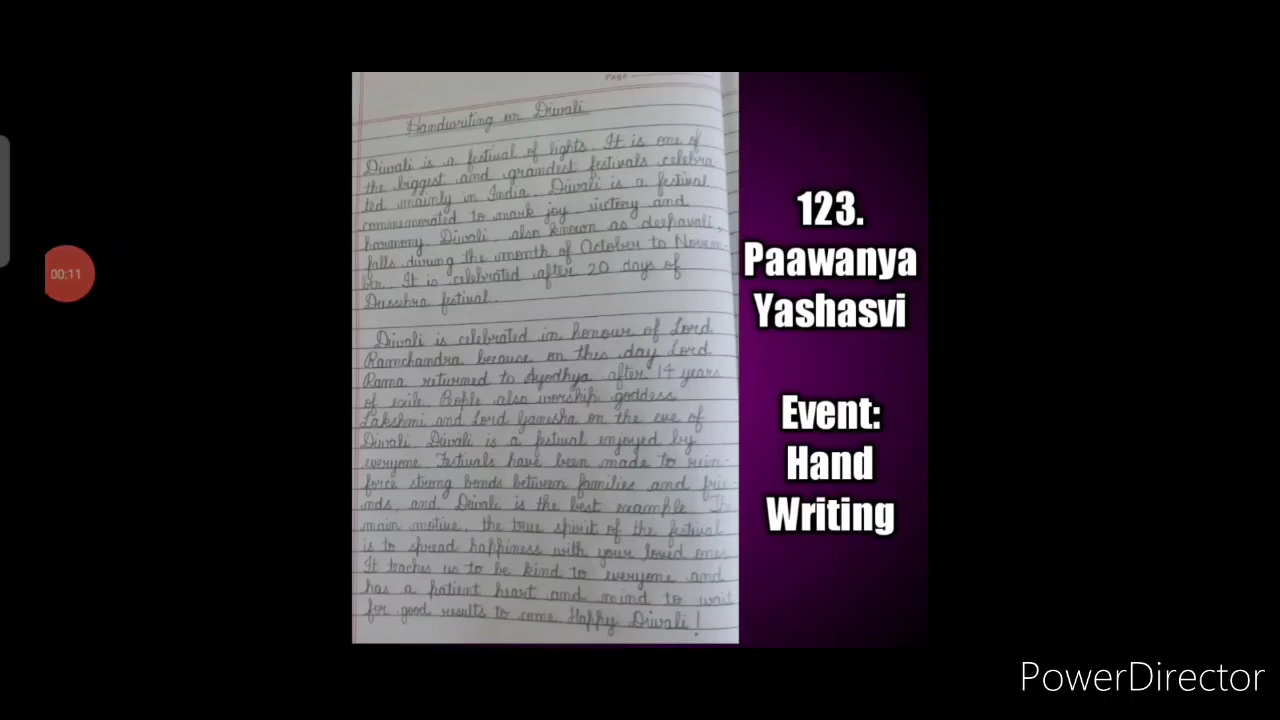 Page
Handwriting on Diwali
Diwali is a festival of lights. It is one of
the biggest and grandest festivals celebra
ted mainly in India. Diwali is a festival
commemorated to mark joy, victory and
harmony. Diwali also known as deepavali,
falls during the month of October to Novem-
ber. It is celebrated after 20 days of
Dussehra festival.
Diwali is celebrated in honour of Lord
Ramchandra because on this day Lord
Rama returned to Ayodhya after 14 years
of exile. People also worship goddess
Lakshmi and Lord Ganesha on the eve of
Diwali. Diwali is a festival enjoyed by
everyone. Festivals have been made to rein-
force strong bonds between families and frie-
nds, and Diwali is the best example. The
main motive, the true spirit of the festival
is to spread happiness with your loved ones.
It teaches us to be kind to everyone and
has a patient heart and mind to wait
for good results to come. Happy Diwali!
123.
Paawanya
Yashasvi
Event:
Hand
Writing
00:11
PowerDirector